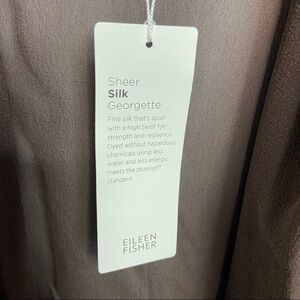 Sheer
Silk
Georgette
Fine silk that's spun
with a high twist for
strength and resilience.
Dyed without hazardous
chemicals using less
water and less energy;
meets the bluesign®
standard.
EILEEN
FISHER